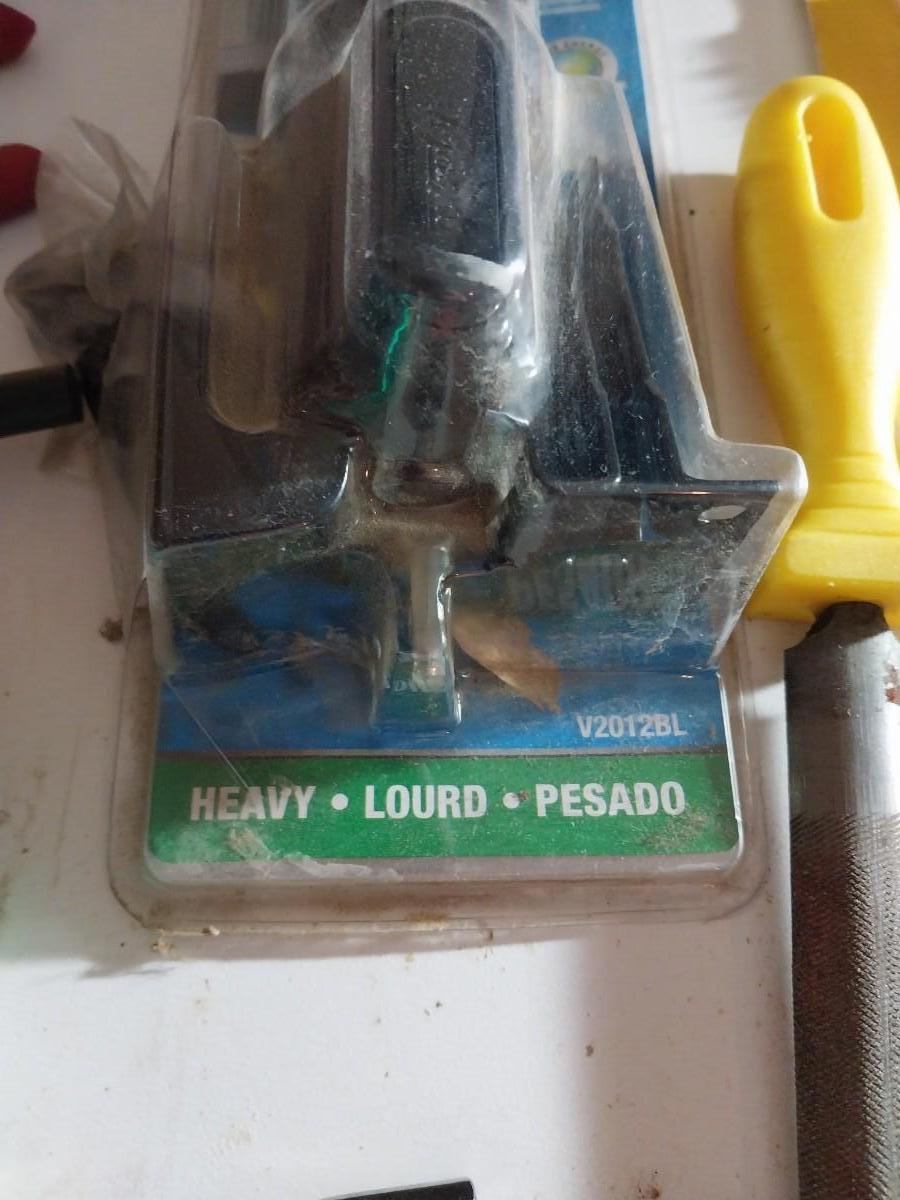 V2012BL
HEAVY • LOURD • PESADO